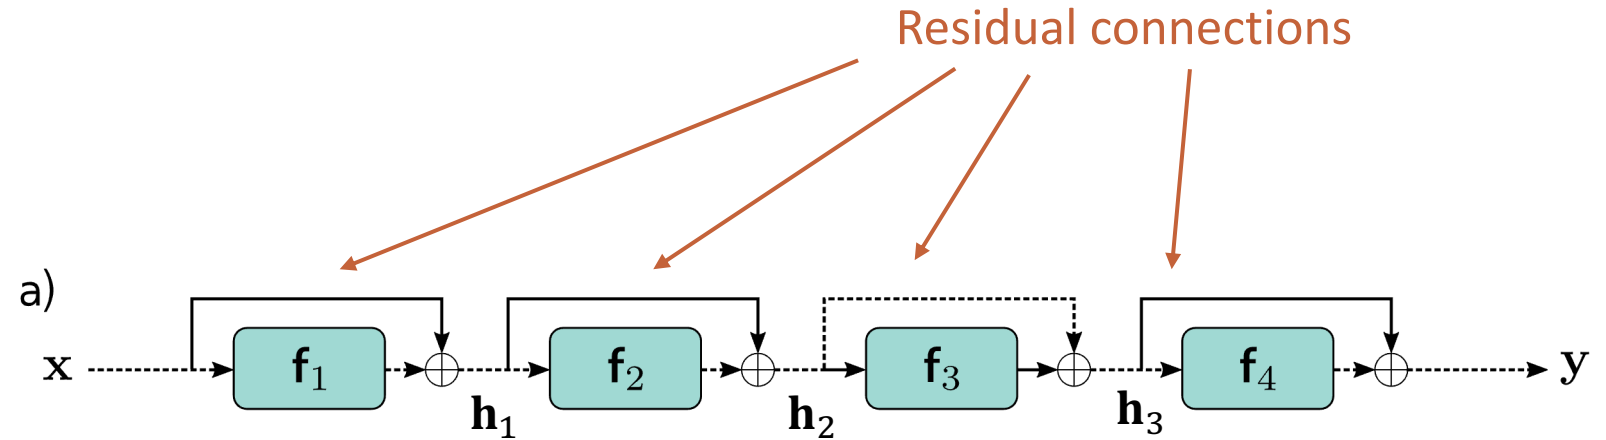 Residual connections
a)
x f₁ h₁ f₂ h₂ f₃ h₃ f₄ y